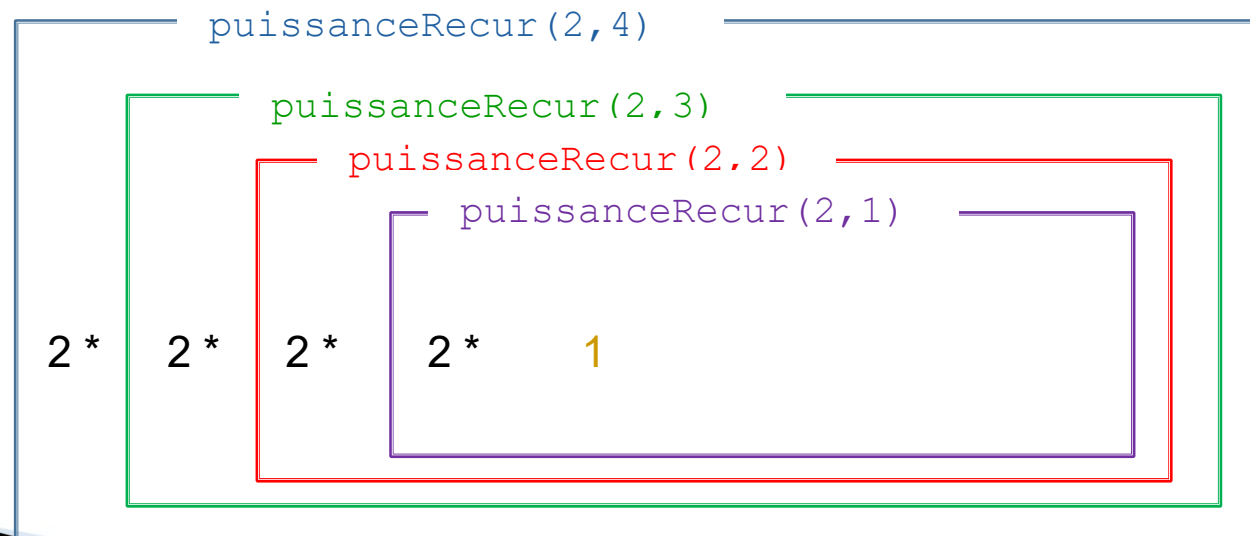 puissanceRecur(2,4)
puissanceRecur(2,3)
puissanceRecur(2,2)
puissanceRecur(2,1)
2 * 2 * 2 * 2 * 1